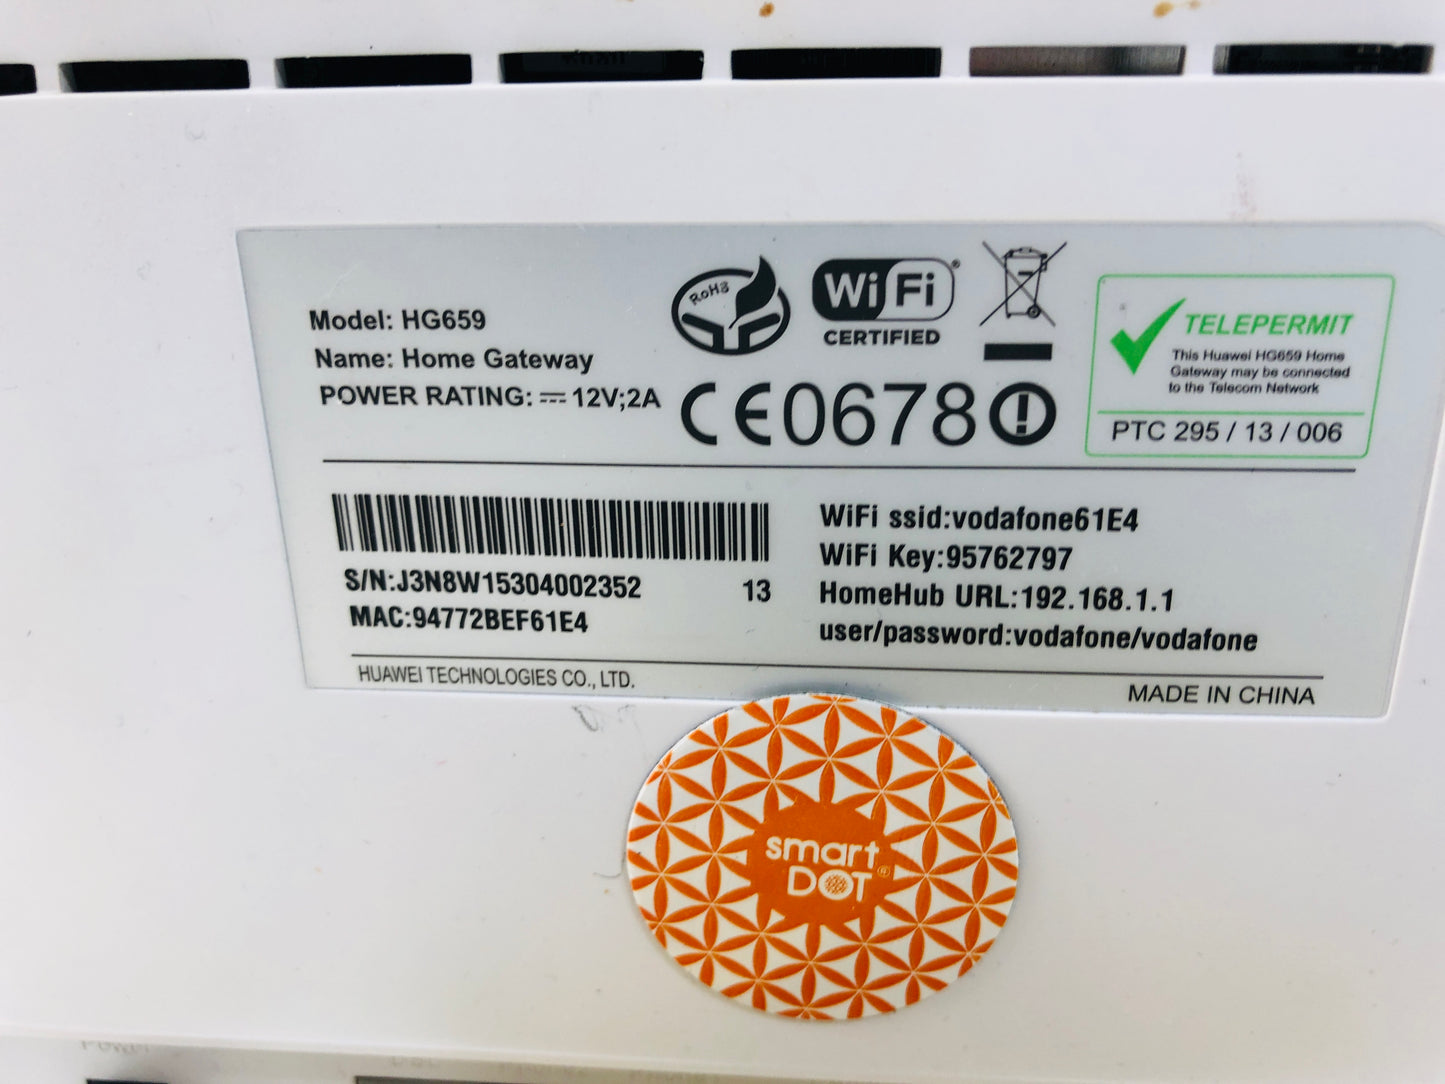 RoHS
WiFi
CERTIFIED
Model: HG659
Name: Home Gateway
POWER RATING: ⎓ 12V;2A
CE0678
TELEPERMIT
This Huawei HG659 Home
Gateway may be connected
to the Telecom Network
PTC 295 / 13 / 006
S/N:J3N8W15304002352 13
MAC:94772BEF61E4
WiFi ssid:vodafone61E4
WiFi Key:95762797
HomeHub URL:192.168.1.1
user/password:vodafone/vodafone
HUAWEI TECHNOLOGIES CO., LTD.
MADE IN CHINA
smart
DOT®
POWER